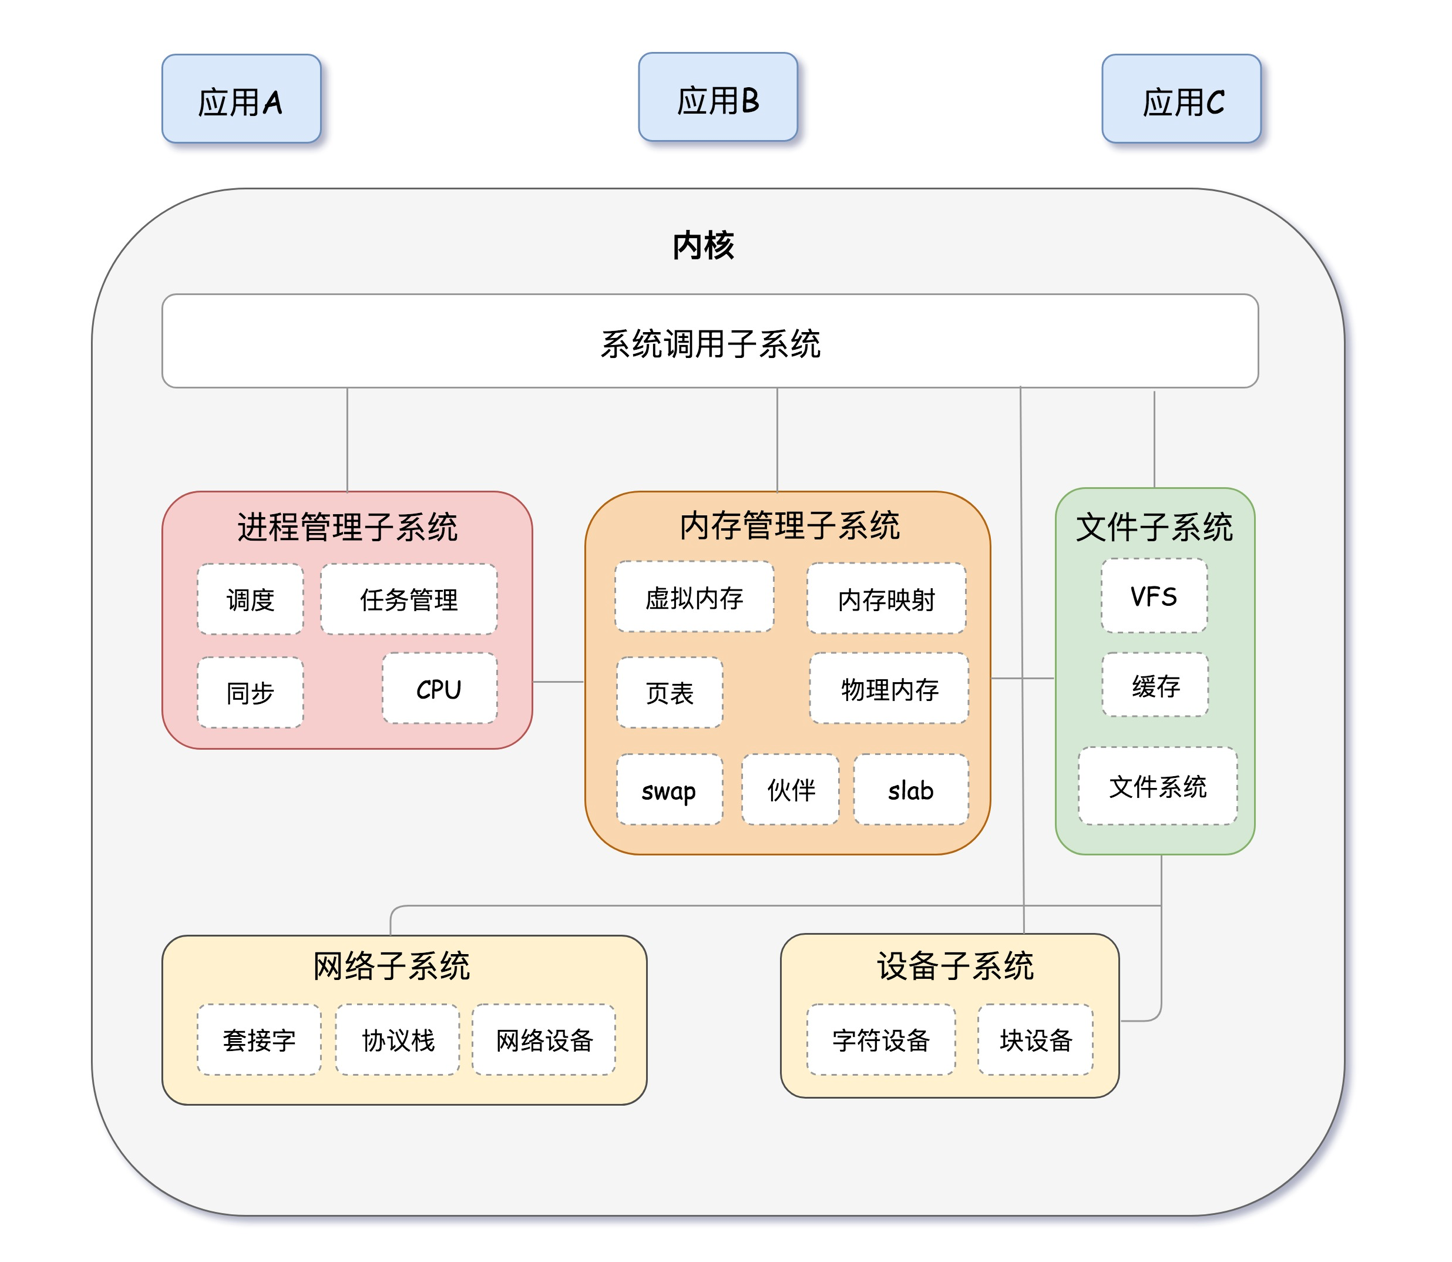 应用A
应用B
应用C
内核
系统调用子系统
进程管理子系统
调度
任务管理
同步
CPU
内存管理子系统
虚拟内存
内存映射
页表
物理内存
swap
伙伴
slab
文件子系统
VFS
缓存
文件系统
网络子系统
套接字
协议栈
网络设备
设备子系统
字符设备
块设备